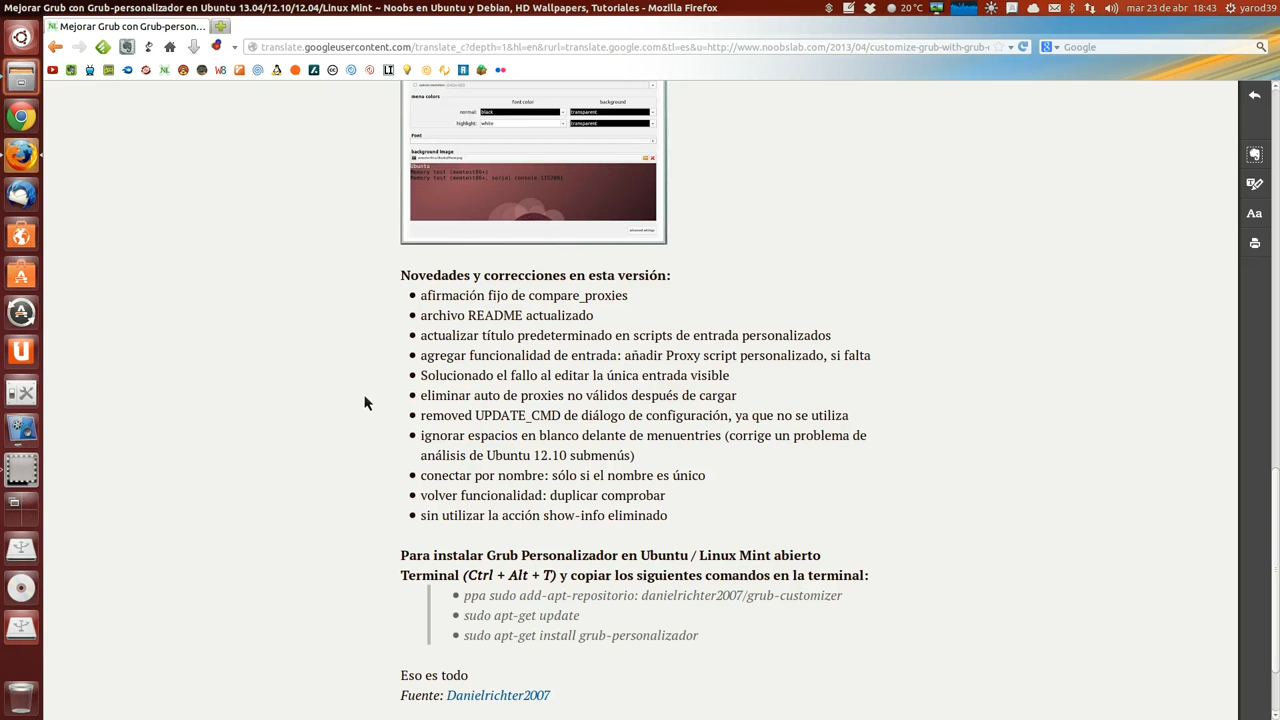 Mejorar Grub con Grub-personalizador en Ubuntu 13.04/12.10/12.04/Linux Mint ~ Noobs en Ubuntu y Debian, HD Wallpapers, Tutoriales - Mozilla Firefox
20 °C
mar 23 de abr
18:43
yarod39
NL Mejorar Grub con Grub-person...
translate.googleusercontent.com/translate_c?depth=1&hl=en&rurl=translate.google.com&tl=es&u=http://www.noobslab.com/2013/04/customize-grub-with-grub-c
Google
menu colors
font color
background
normal:
black
transparent
highlight:
white
transparent
Font
background image
Ubuntu
Memory test (memtest86+)
Memory test (memtest86+, serial console 115200)
advanced settings
Novedades y correcciones en esta versión:
afirmación fijo de compare_proxies
archivo README actualizado
actualizar título predeterminado en scripts de entrada personalizados
agregar funcionalidad de entrada: añadir Proxy script personalizado, si falta
Solucionado el fallo al editar la única entrada visible
eliminar auto de proxies no válidos después de cargar
removed UPDATE_CMD de diálogo de configuración, ya que no se utiliza
ignorar espacios en blanco delante de menuentries (corrige un problema de
análisis de Ubuntu 12.10 submenús)
conectar por nombre: sólo si el nombre es único
volver funcionalidad: duplicar comprobar
sin utilizar la acción show-info eliminado
Para instalar Grub Personalizador en Ubuntu / Linux Mint abierto
Terminal (Ctrl + Alt + T) y copiar los siguientes comandos en la terminal:
ppa sudo add-apt-repositorio: danielrichter2007/grub-customizer
sudo apt-get update
sudo apt-get install grub-personalizador
Eso es todo
Fuente: Danielrichter2007
Aa